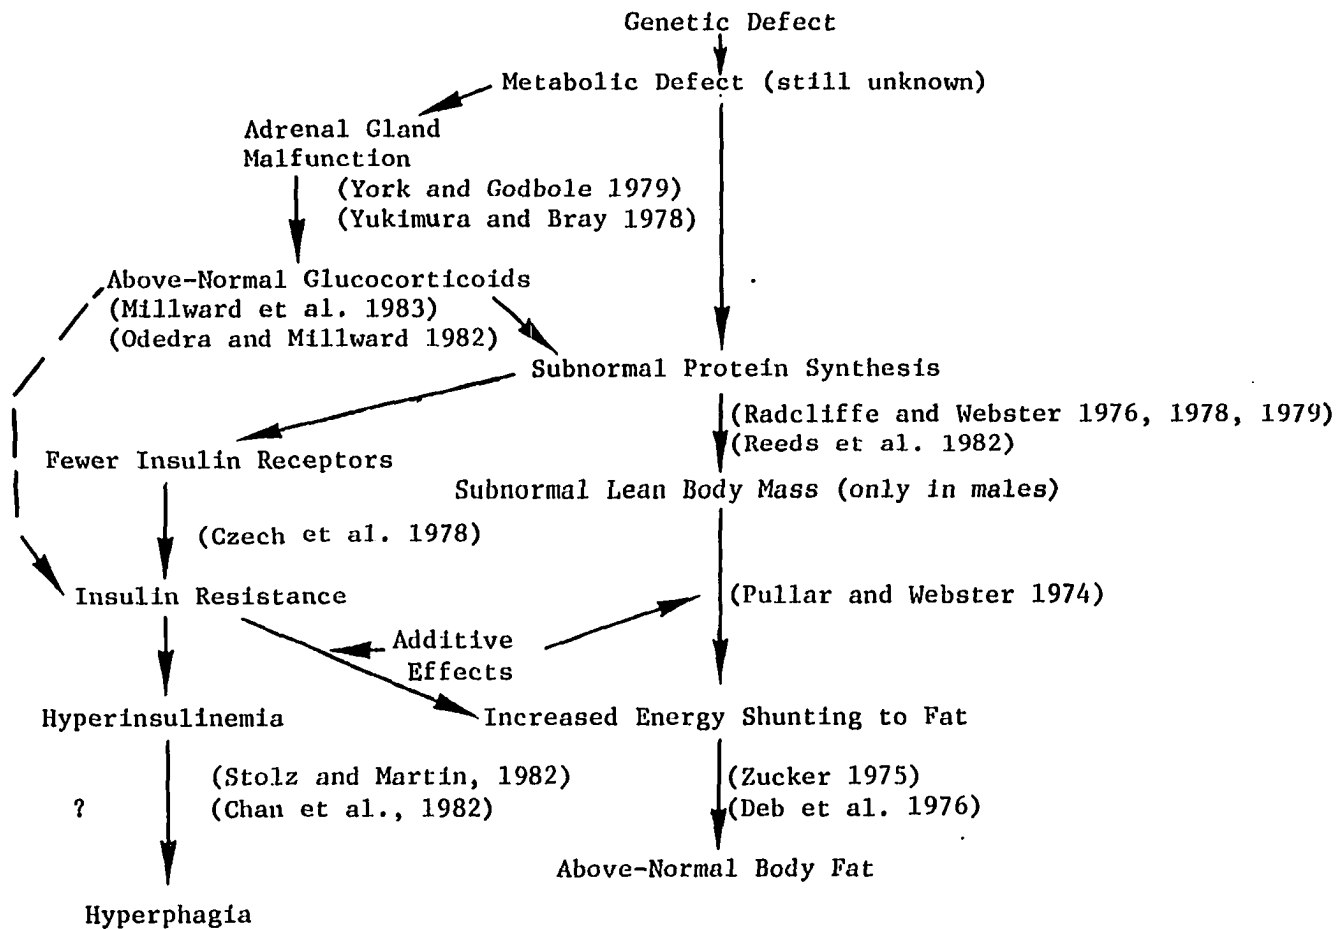 Genetic Defect
Metabolic Defect (still unknown)
Adrenal Gland
Malfunction
(York and Godbole 1979)
(Yukimura and Bray 1978)
Above-Normal Glucocorticoids
(Millward et al. 1983)
(Odedra and Millward 1982)
Subnormal Protein Synthesis
(Radcliffe and Webster 1976, 1978, 1979)
(Reeds et al. 1982)
Fewer Insulin Receptors
Subnormal Lean Body Mass (only in males)
(Czech et al. 1978)
Insulin Resistance
(Pullar and Webster 1974)
Additive
Effects
Hyperinsulinemia
Increased Energy Shunting to Fat
(Stolz and Martin, 1982)
(Zucker 1975)
?
(Chan et al., 1982)
(Deb et al. 1976)
Above-Normal Body Fat
Hyperphagia